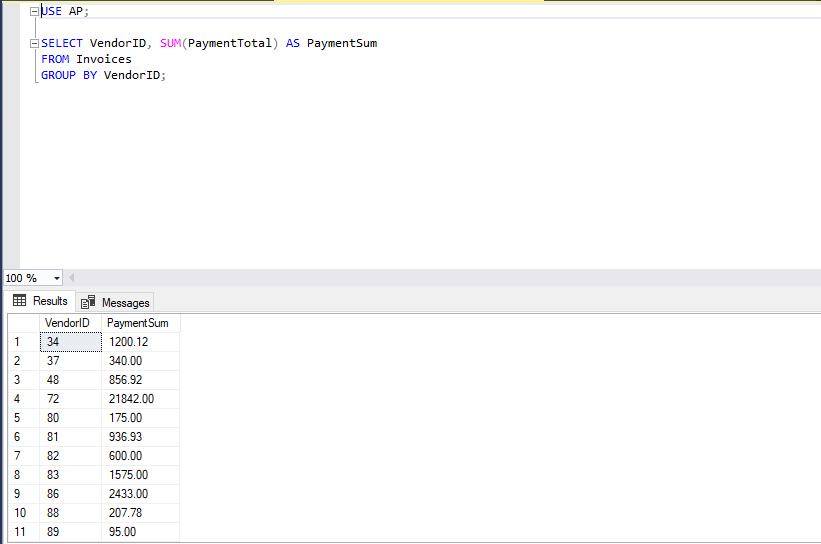 USE AP;
SELECT VendorID, SUM(PaymentTotal) AS PaymentSum
FROM Invoices
GROUP BY VendorID;
100 %
Results Messages
VendorID PaymentSum
1 34 1200.12
2 37 340.00
3 48 856.92
4 72 21842.00
5 80 175.00
6 81 936.93
7 82 600.00
8 83 1575.00
9 86 2433.00
10 88 207.78
11 89 95.00